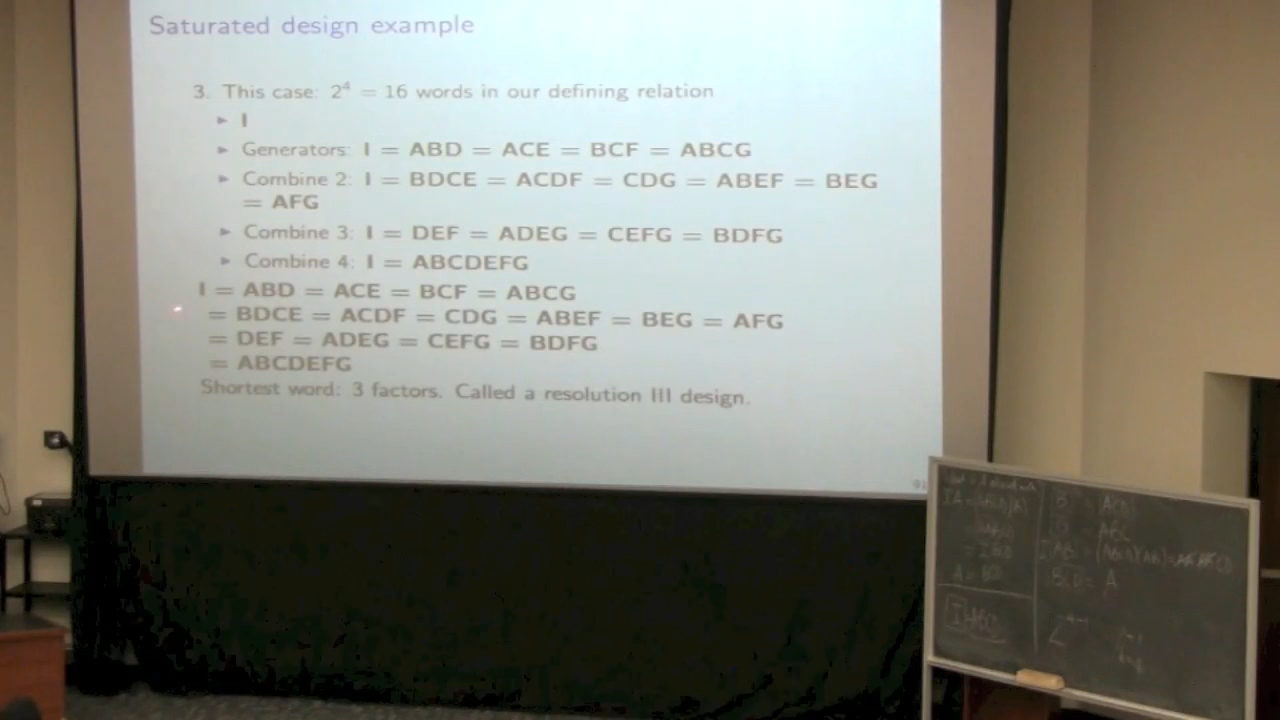 Saturated design example
3. This case: 2⁴ = 16 words in our defining relation
▶ I
▶ Generators: I = ABD = ACE = BCF = ABCG
▶ Combine 2: I = BDCE = ACDF = CDG = ABEF = BEG
= AFG
▶ Combine 3: I = DEF = ADEG = CEFG = BDFG
▶ Combine 4: I = ABCDEFG
I = ABD = ACE = BCF = ABCG
= BDCE = ACDF = CDG = ABEF = BEG = AFG
= DEF = ADEG = CEFG = BDFG
= ABCDEFG
Shortest word: 3 factors. Called a resolution III design.
ABC
= A